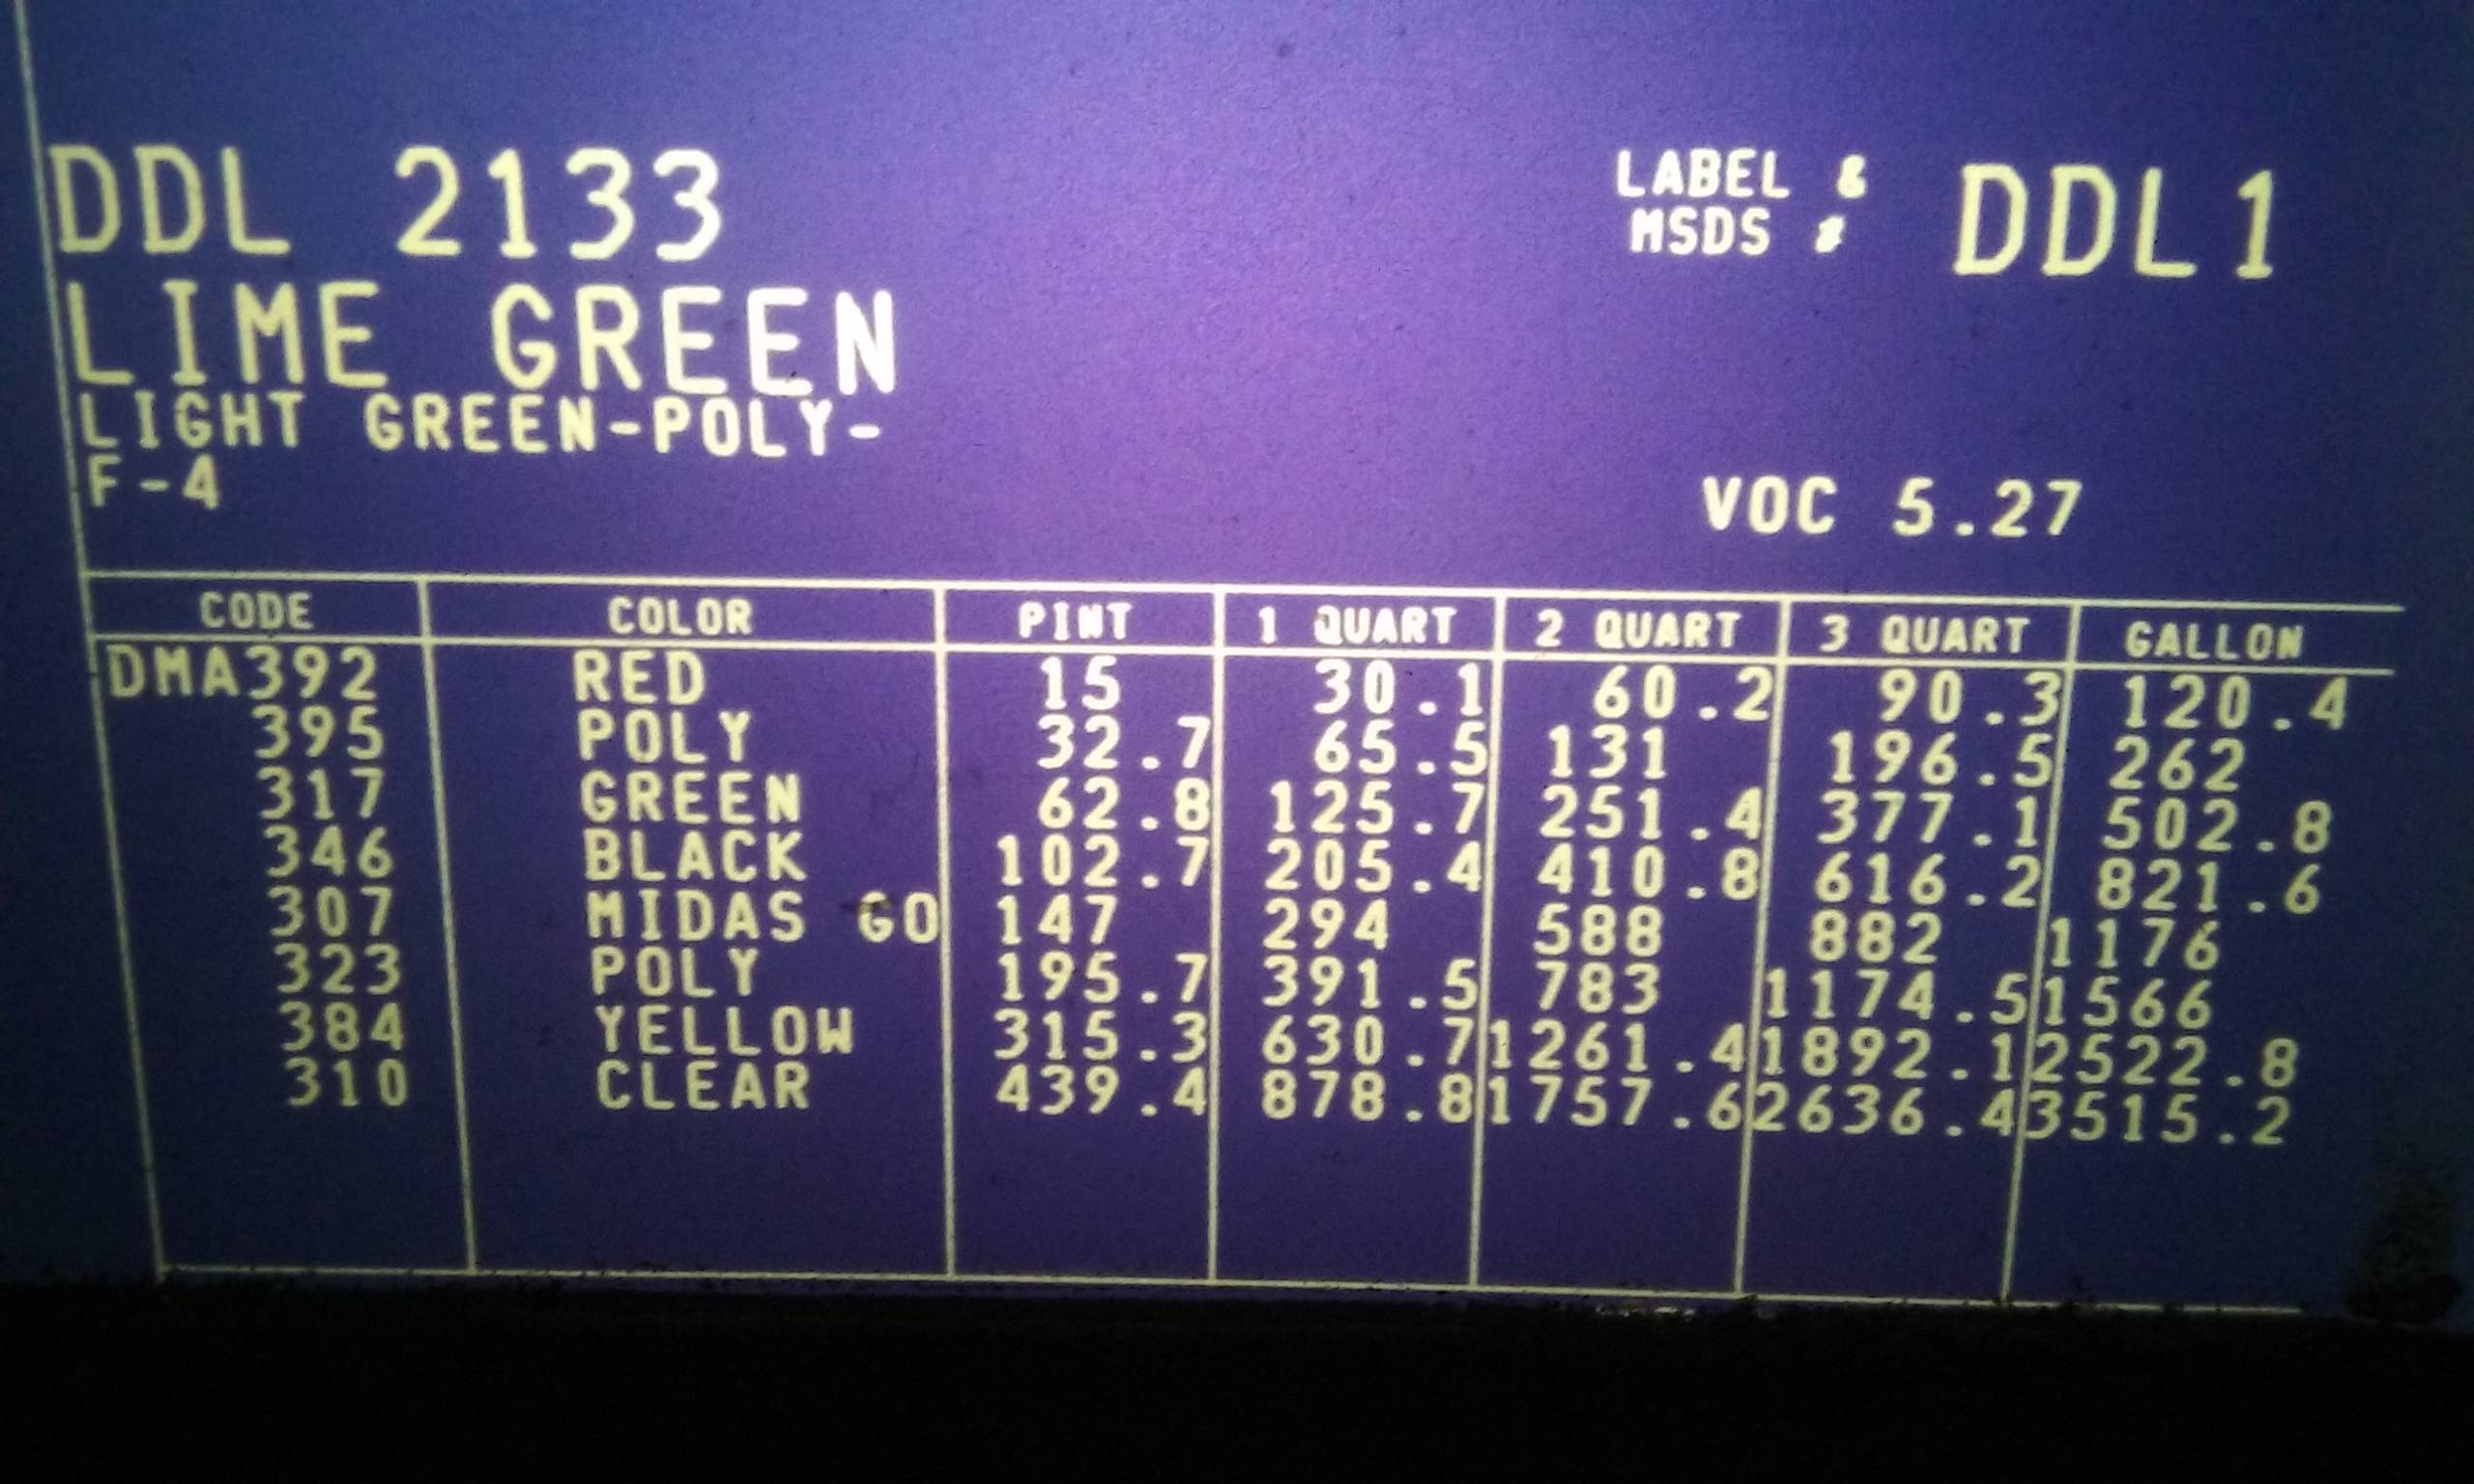 DDL 2133
LABEL &
MSDS #
DDL1
LIME GREEN
LIGHT GREEN-POLY-
F-4
VOC 5.27
CODE COLOR PINT 1 QUART 2 QUART 3 QUART GALLON
DMA392 RED 15 30.1 60.2 90.3 120.4
395 POLY 32.7 65.5 131 196.5 262
317 GREEN 62.8 125.7 251.4 377.1 502.8
346 BLACK 102.7 205.4 410.8 616.2 821.6
307 MIDAS GO 147 294 588 882 1176
323 POLY 195.7 391.5 783 1174.5 1566
384 YELLOW 315.3 630.7 1261.4 1892.1 2522.8
310 CLEAR 439.4 878.8 1757.6 2636.4 3515.2